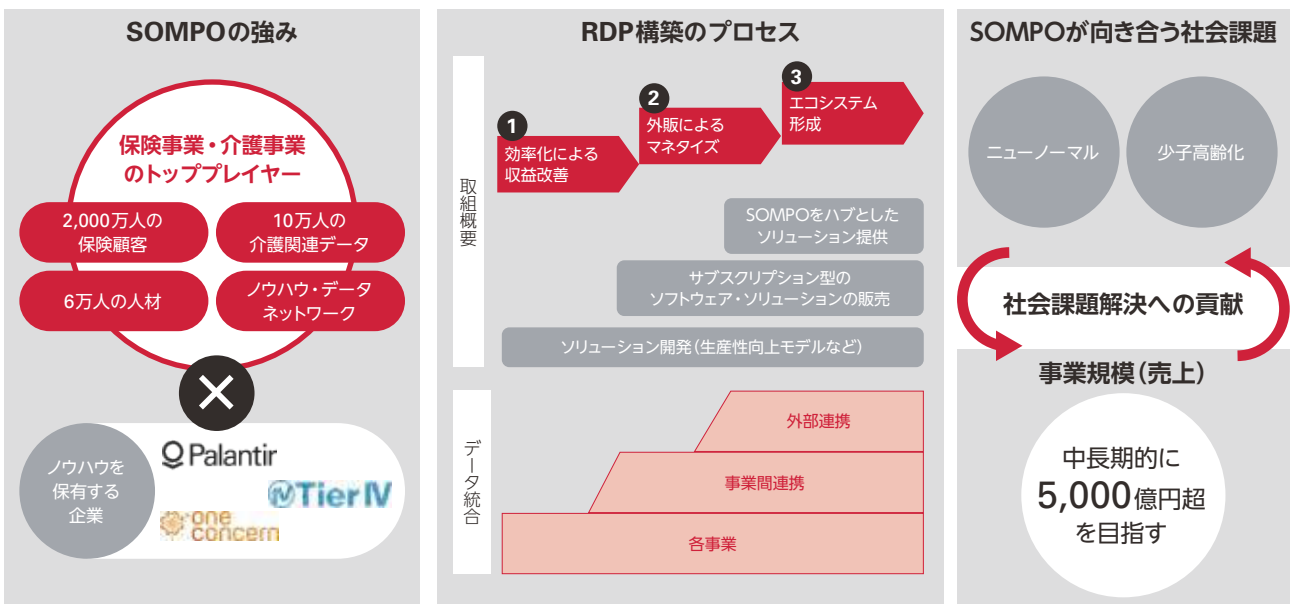 SOMPOの強み
保険事業・介護事業
のトッププレイヤー
2,000万人の
保険顧客
10万人の
介護関連データ
6万人の人材
ノウハウ・データ
ネットワーク
×
ノウハウを
保有する
企業
Palantir
TierⅣ
one
concern
RDP構築のプロセス
取組概要
1
効率化による
収益改善
2
外販による
マネタイズ
3
エコシステム
形成
SOMPOをハブとした
ソリューション提供
サブスクリプション型の
ソフトウェア・ソリューションの販売
ソリューション開発（生産性向上モデルなど）
データ統合
外部連携
事業間連携
各事業
SOMPOが向き合う社会課題
ニューノーマル
少子高齢化
社会課題解決への貢献
事業規模（売上）
中長期的に
5,000億円超
を目指す